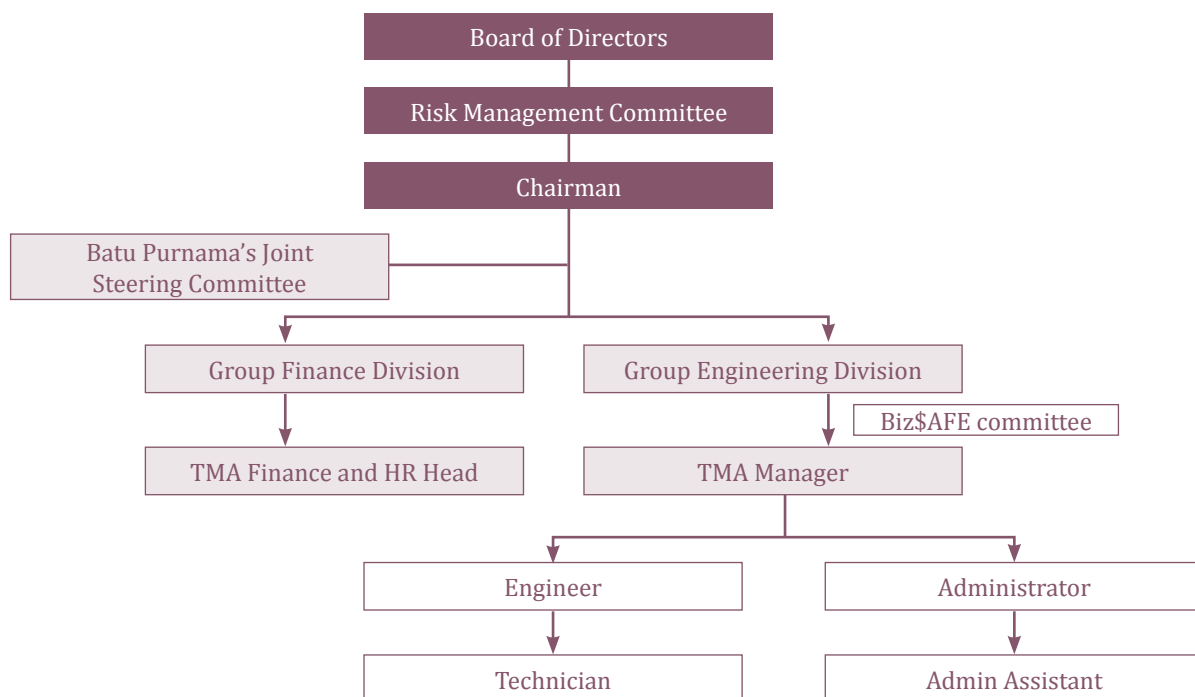 Board of Directors
Risk Management Committee
Chairman
Batu Purnama’s Joint
Steering Committee
Group Finance Division
Group Engineering Division
Biz$AFE committee
TMA Finance and HR Head
TMA Manager
Engineer
Administrator
Technician
Admin Assistant